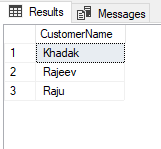 Results Messages
CustomerName
1 Khadak
2 Rajeev
3 Raju